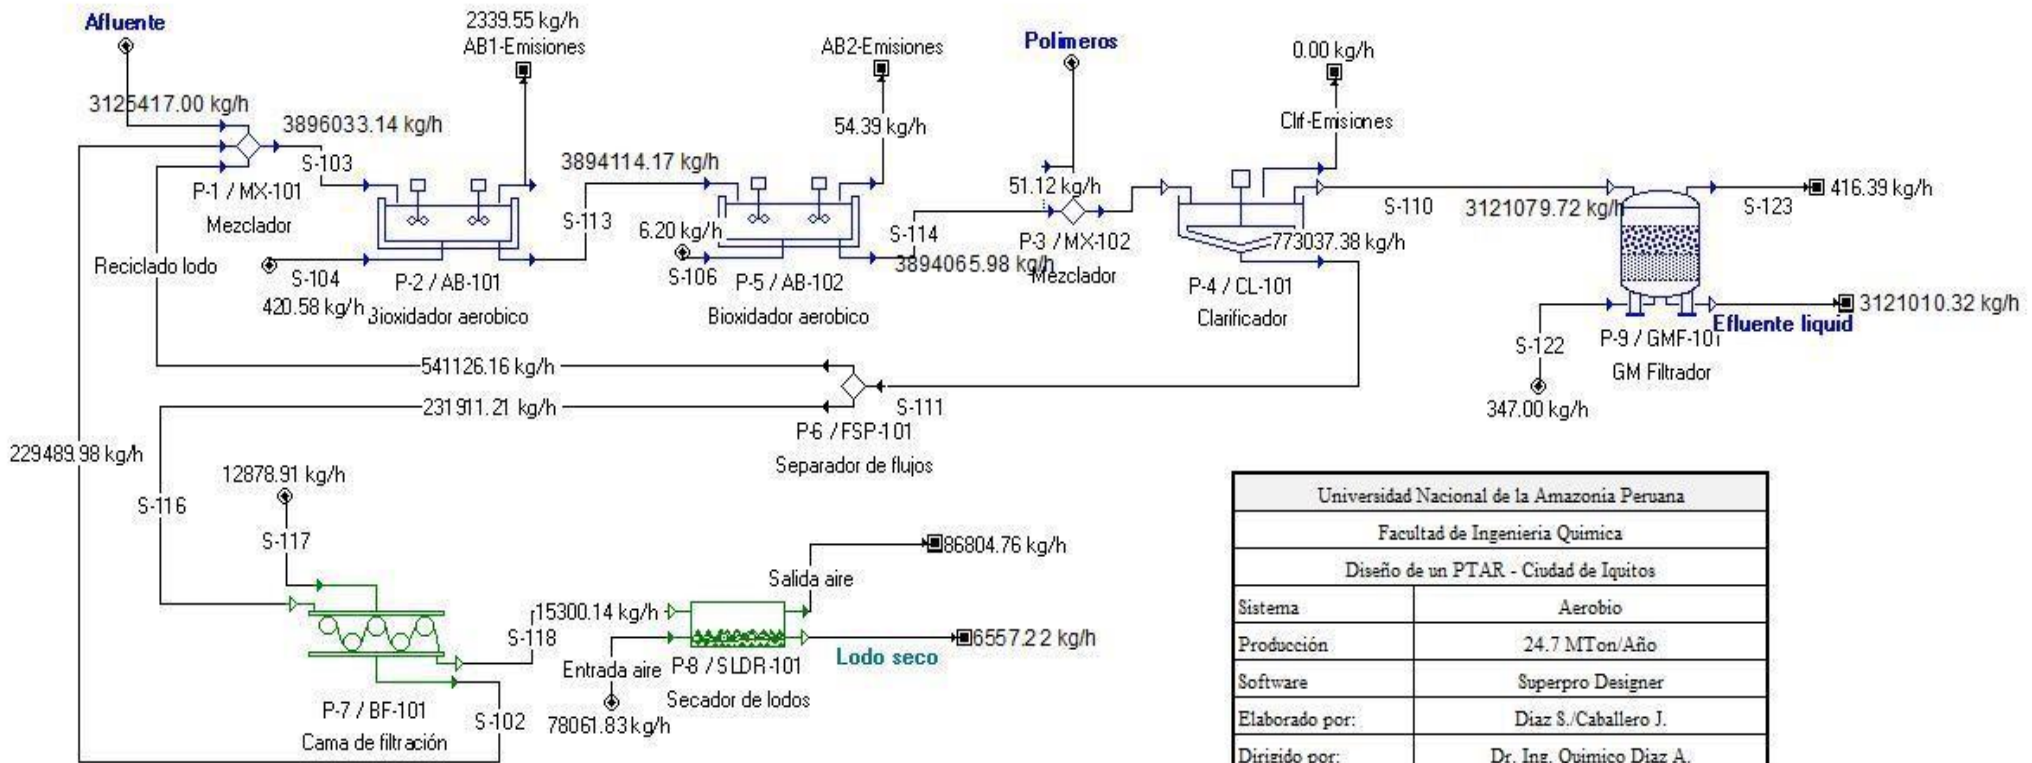 Afluente
3125417.00 kg/h
3896033.14 kg/h
S-103
P-1 / MX-101
Mezclador
Reciclado lodo
2339.55 kg/h
AB1-Emisiones
S-104
420.58 kg/h
P-2 / AB-101
Bioxidador aerobico
3894114.17 kg/h
S-113
AB2-Emisiones
54.39 kg/h
6.20 kg/h
S-106
P-5 / AB-102
Bioxidador aerobico
S-114
3894065.98 kg/h
Polimeros
51.12 kg/h
P-3 / MX-102
Mezclador
0.00 kg/h
Clrif-Emisiones
773037.38 kg/h
P-4 / CL-101
Clarificador
S-110
3121079.72 kg/h
S-123
416.39 kg/h
3121010.32 kg/h
Efluente liquid
P-9 / GMF-101
GM Filtrador
S-122
347.00 kg/h
541126.16 kg/h
231911.21 kg/h
S-111
P-6 / FSP-101
Separador de flujos
229489.98 kg/h
S-116
12878.91 kg/h
S-117
P-7 / BF-101
Cama de filtración
S-102
S-118
15300.14 kg/h
Entrada aire
78061.83 kg/h
P-8 / SLDR-101
Secador de lodos
Salida aire
86804.76 kg/h
Lodo seco
6557.22 kg/h
Universidad Nacional de la Amazonia Peruana
Facultad de Ingenieria Quimica
Diseño de un PTAR - Ciudad de Iquitos
Sistema Aerobio
Producción 24.7 MTon/Año
Software Superpro Designer
Elaborado por: Diaz S./Caballero J.
Dirigido por: Dr. Ing. Quimico Diaz A.